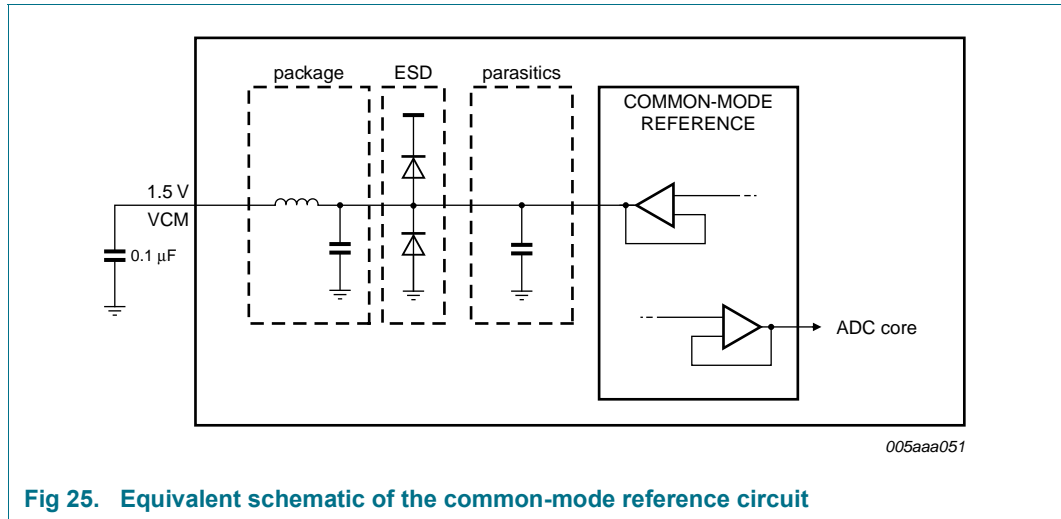 package
ESD
parasitics
COMMON-MODE
REFERENCE
1.5 V
VCM
0.1 μF
ADC core
005aaa051
Fig 25. Equivalent schematic of the common-mode reference circuit